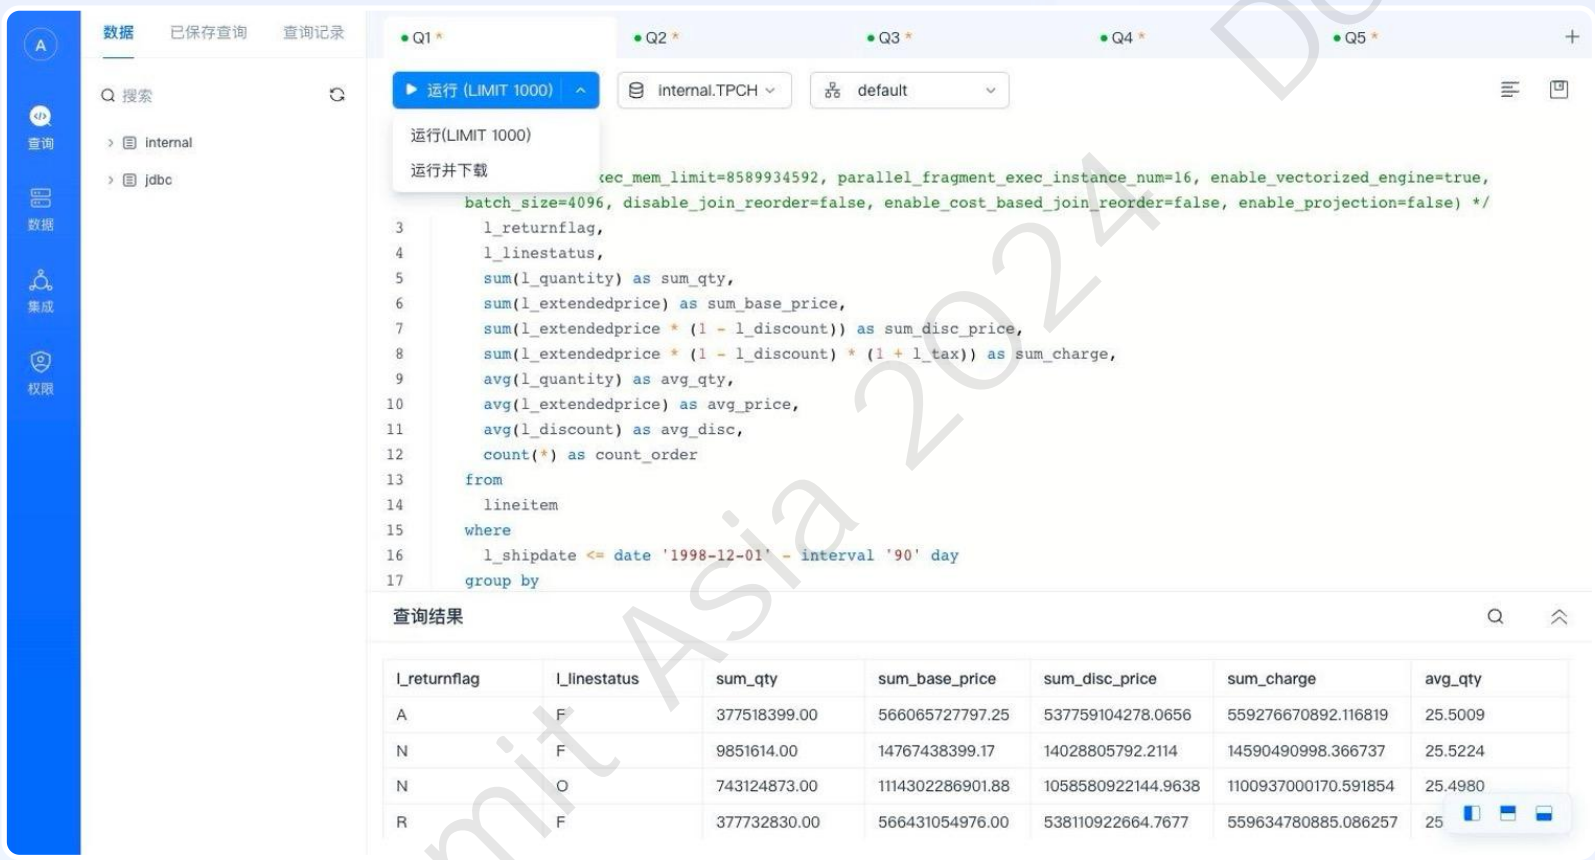 A
数据 已保存查询 查询记录
Q1 * Q2 * Q3 * Q4 * Q5 *
搜索
运行 (LIMIT 1000) internal.TPCH default
运行(LIMIT 1000)
运行并下载
查询
数据
集成
权限
internal
jdbc
ec_mem_limit=8589934592, parallel_fragment_exec_instance_num=16, enable_vectorized_engine=true,
batch_size=4096, disable_join_reorder=false, enable_cost_based_join_reorder=false, enable_projection=false) */
3 l_returnflag,
4 l_linestatus,
5 sum(l_quantity) as sum_qty,
6 sum(l_extendedprice) as sum_base_price,
7 sum(l_extendedprice * (1 - l_discount)) as sum_disc_price,
8 sum(l_extendedprice * (1 - l_discount) * (1 + l_tax)) as sum_charge,
9 avg(l_quantity) as avg_qty,
10 avg(l_extendedprice) as avg_price,
11 avg(l_discount) as avg_disc,
12 count(*) as count_order
13 from
14 lineitem
15 where
16 l_shipdate <= date '1998-12-01' - interval '90' day
17 group by
查询结果
l_returnflag l_linestatus sum_qty sum_base_price sum_disc_price sum_charge avg_qty
A F 377518399.00 566065727797.25 537759104278.0656 559276670892.116819 25.5009
N F 9851614.00 14767438399.17 14028805792.2114 14590490998.366737 25.5224
N O 743124873.00 1114302286901.88 1058580922144.9638 1100937000170.591854 25.4980
R F 377732830.00 566431054976.00 538110922664.7677 559634780885.086257 25
mit Asia 2024 Do